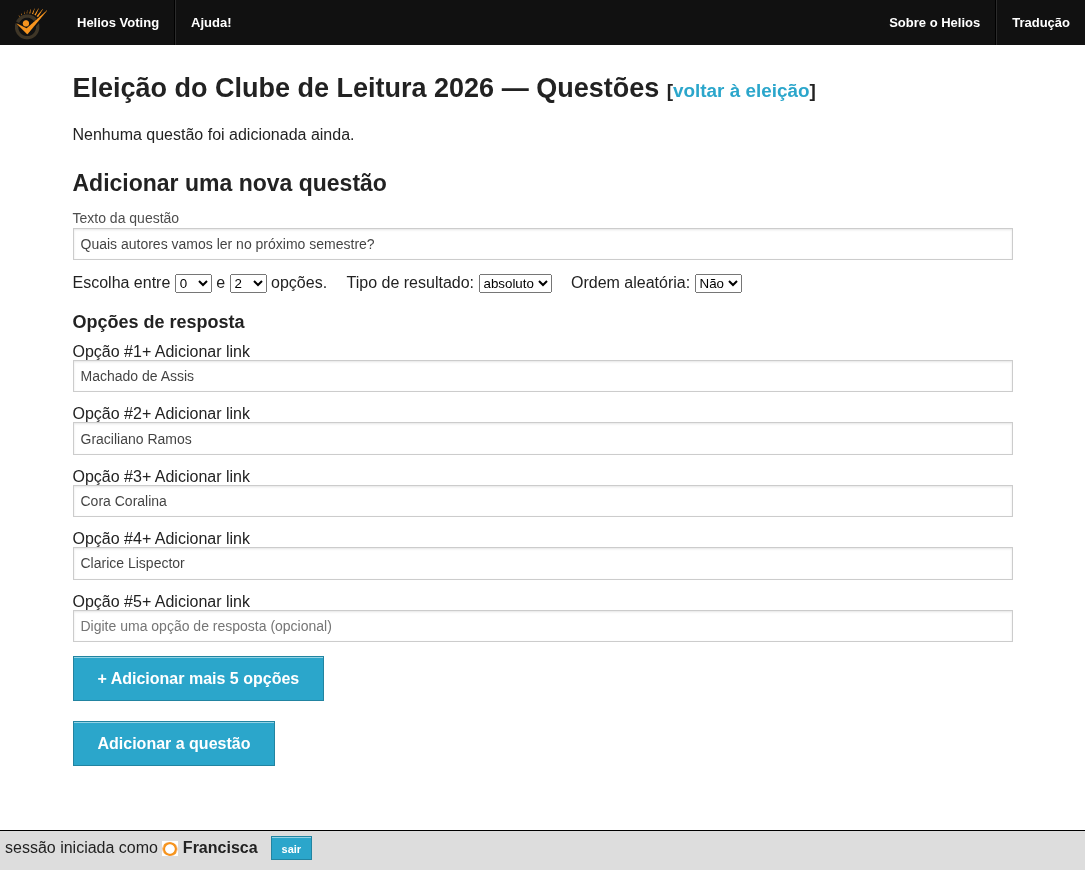 Helios Voting Ajuda! Sobre o Helios Tradução
Eleição do Clube de Leitura 2026 — Questões [voltar à eleição]
Nenhuma questão foi adicionada ainda.
Adicionar uma nova questão
Texto da questão
Quais autores vamos ler no próximo semestre?
Escolha entre 0 e 2 opções. Tipo de resultado: absoluto Ordem aleatória: Não
Opções de resposta
Opção #1+ Adicionar link
Machado de Assis
Opção #2+ Adicionar link
Graciliano Ramos
Opção #3+ Adicionar link
Cora Coralina
Opção #4+ Adicionar link
Clarice Lispector
Opção #5+ Adicionar link
Digite uma opção de resposta (opcional)
+ Adicionar mais 5 opções
Adicionar a questão
sessão iniciada como Francisca sair